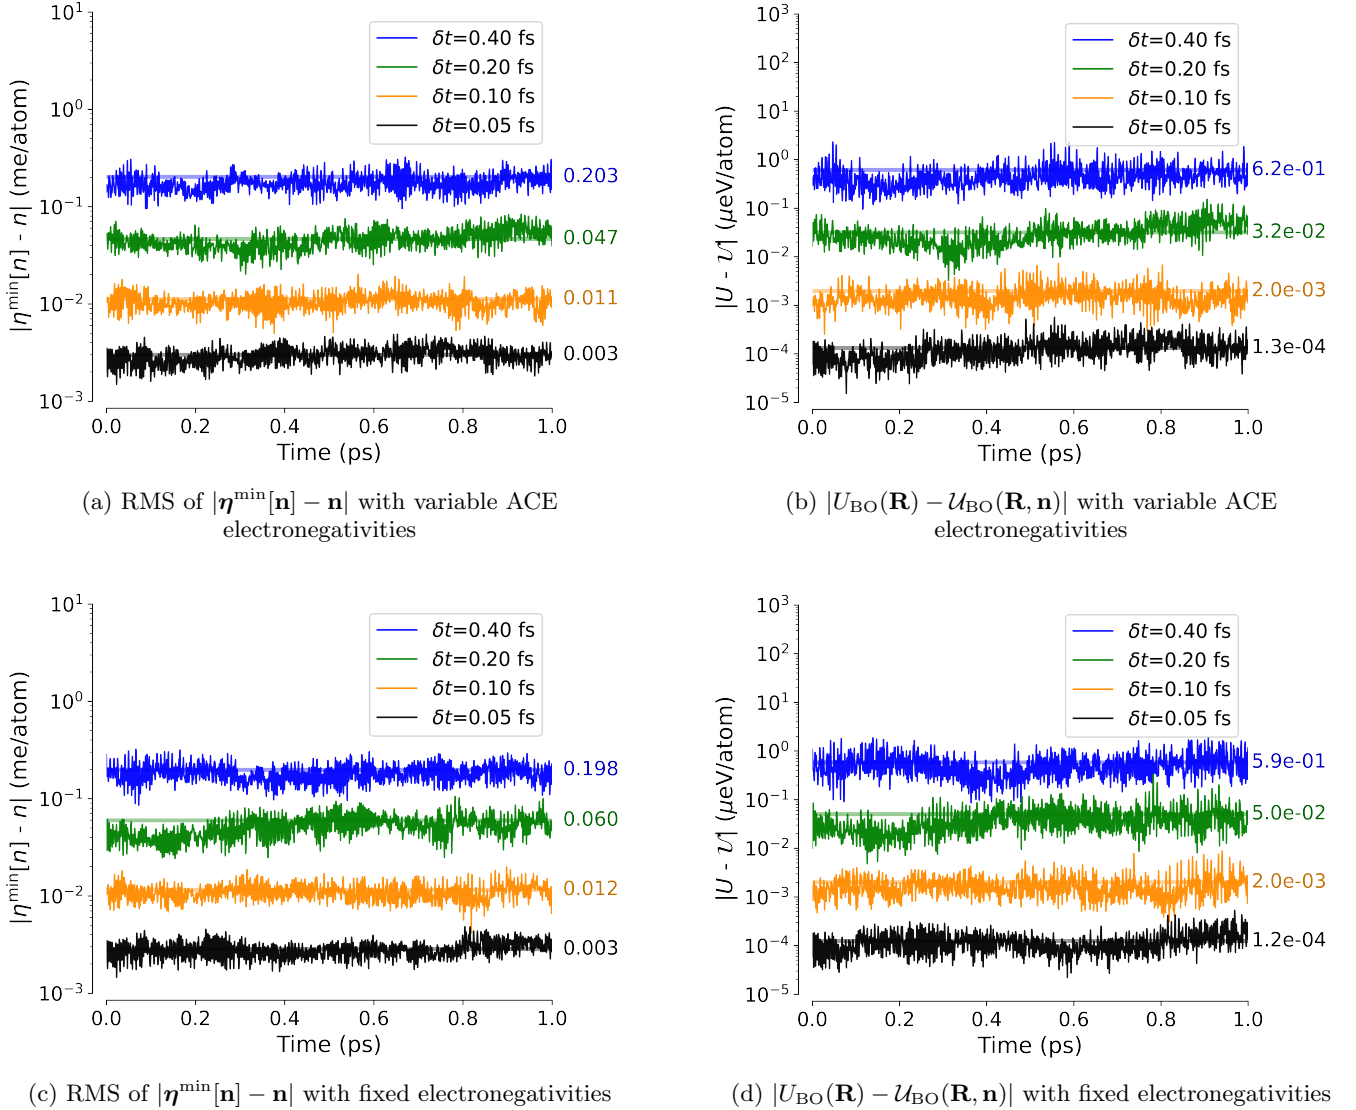 |η^min[n] - n| (me/atom)
10^1
10^0
10^−1
10^−2
10^−3
δt=0.40 fs
δt=0.20 fs
δt=0.10 fs
δt=0.05 fs
0.203
0.047
0.011
0.003
0.0 0.2 0.4 0.6 0.8 1.0
Time (ps)
(a) RMS of |η^min[n] − n| with variable ACE
electronegativities
|U - 𝒰| (μeV/atom)
10^3
10^2
10^1
10^0
10^−1
10^−2
10^−3
10^−4
10^−5
δt=0.40 fs
δt=0.20 fs
δt=0.10 fs
δt=0.05 fs
6.2e-01
3.2e-02
2.0e-03
1.3e-04
0.0 0.2 0.4 0.6 0.8 1.0
Time (ps)
(b) |U_BO(R) − 𝒰_BO(R, n)| with variable ACE
electronegativities
|η^min[n] - n| (me/atom)
10^1
10^0
10^−1
10^−2
10^−3
δt=0.40 fs
δt=0.20 fs
δt=0.10 fs
δt=0.05 fs
0.198
0.060
0.012
0.003
0.0 0.2 0.4 0.6 0.8 1.0
Time (ps)
(c) RMS of |η^min[n] − n| with fixed electronegativities
|U - 𝒰| (μeV/atom)
10^3
10^2
10^1
10^0
10^−1
10^−2
10^−3
10^−4
10^−5
δt=0.40 fs
δt=0.20 fs
δt=0.10 fs
δt=0.05 fs
5.9e-01
5.0e-02
2.0e-03
1.2e-04
0.0 0.2 0.4 0.6 0.8 1.0
Time (ps)
(d) |U_BO(R) − 𝒰_BO(R, n)| with fixed electronegativities